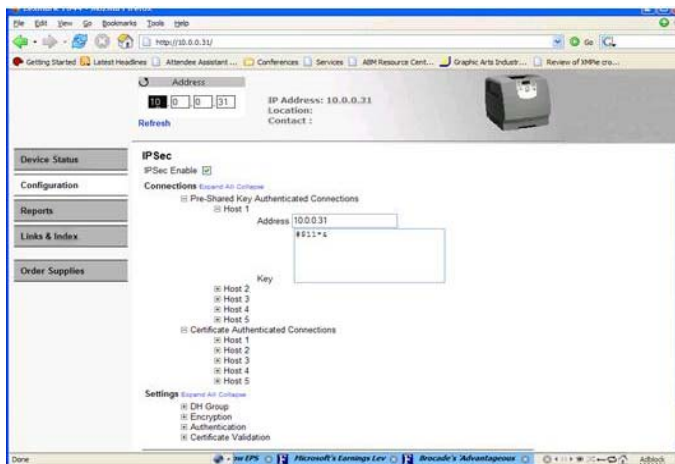 File Edit View Go Bookmarks Tools Help
http://10.0.0.31/
Go
Getting Started Latest Headlines Attendee Assistant ... Conferences Services ABM Resource Cent... Graphic Arts Industr... Review of
Address
10 . 0 . 0 . 31
Refresh
IP Address: 10.0.0.31
Location:
Contact :
Device Status
Configuration
Reports
Links & Index
Order Supplies
IPSec
IPSec Enable
Connections Expand All Collapse
Pre-Shared Key Authenticated Connections
Host 1
Address 10.0.0.31
Key
Host 2
Host 3
Host 4
Host 5
Certificate Authenticated Connections
Host 1
Host 2
Host 3
Host 4
Host 5
Settings Expand All Collapse
DH Group
Encryption
Authentication
Certificate Validation
Done
EPS Microsoft's Earnings Lev Brocade's 'Advantageous Adblock